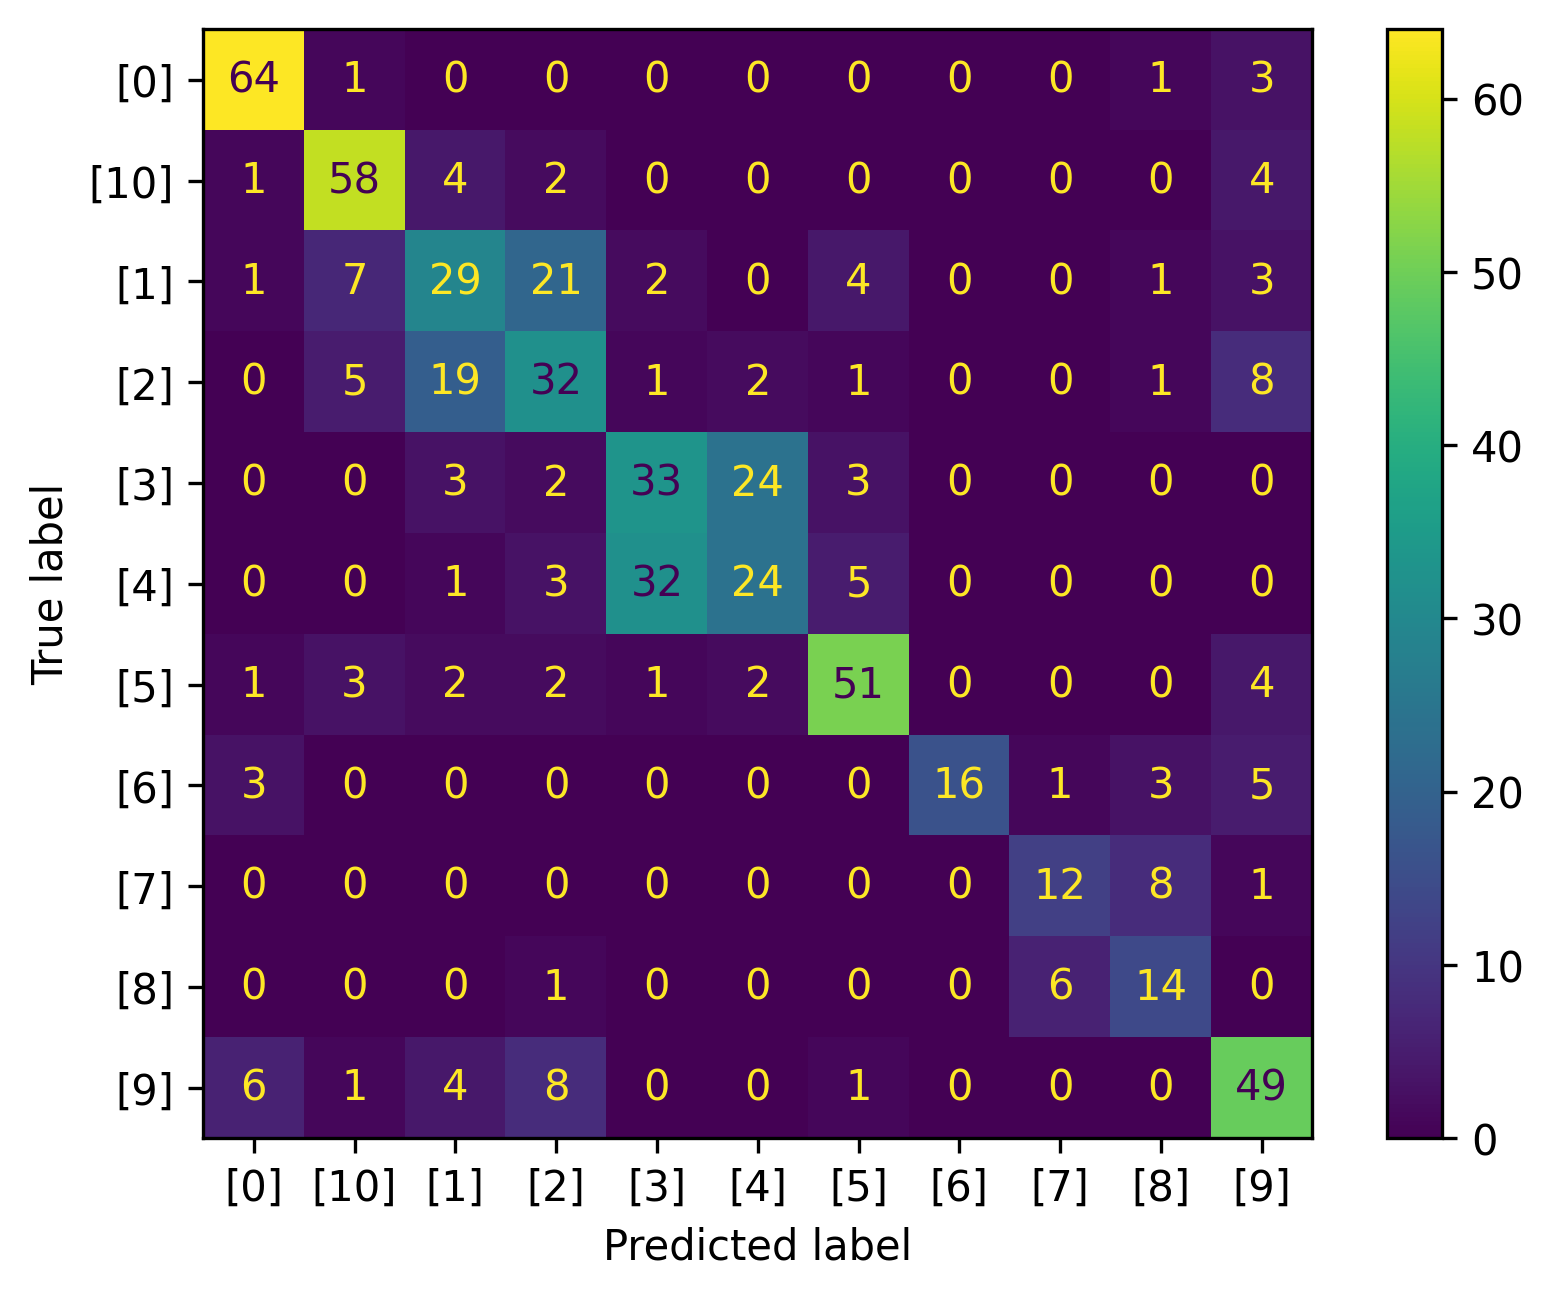 [0] 64 1 0 0 0 0 0 0 0 1 3
[10] 1 58 4 2 0 0 0 0 0 0 4
[1] 1 7 29 21 2 0 4 0 0 1 3
[2] 0 5 19 32 1 2 1 0 0 1 8
[3] 0 0 3 2 33 24 3 0 0 0 0
[4] 0 0 1 3 32 24 5 0 0 0 0
[5] 1 3 2 2 1 2 51 0 0 0 4
[6] 3 0 0 0 0 0 0 16 1 3 5
[7] 0 0 0 0 0 0 0 0 12 8 1
[8] 0 0 0 1 0 0 0 0 6 14 0
[9] 6 1 4 8 0 0 1 0 0 0 49
[0] [10] [1] [2] [3] [4] [5] [6] [7] [8] [9]
Predicted label
True label
60
50
40
30
20
10
0